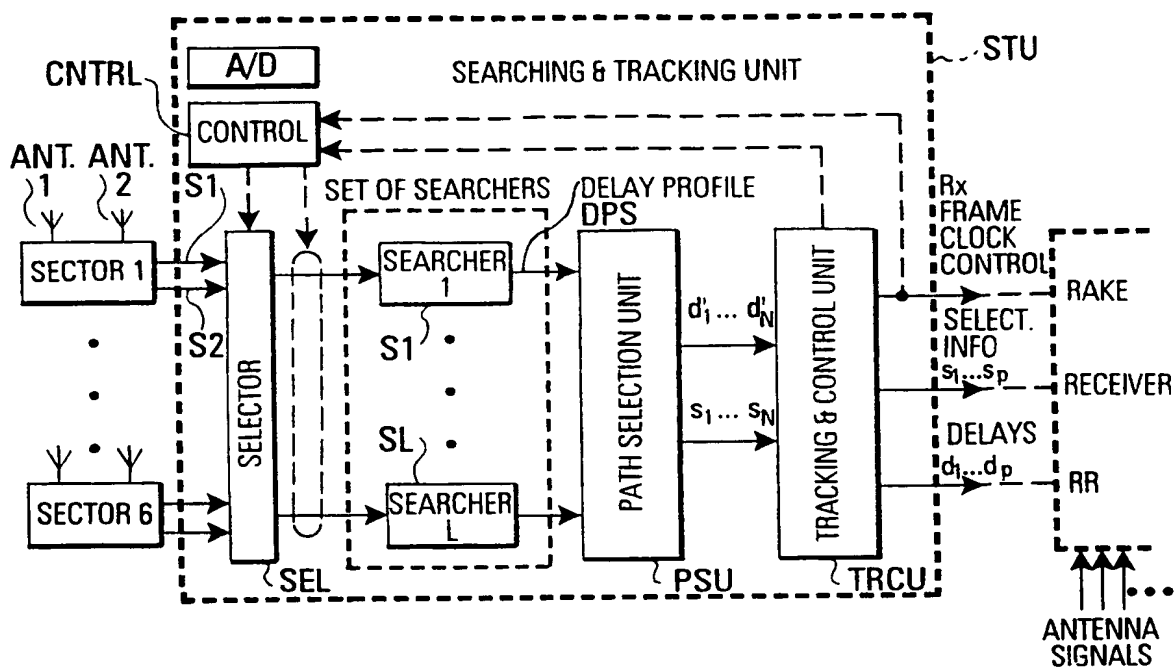 A/D
SEARCHING & TRACKING UNIT
STU
CNTRL
CONTROL
ANT.
1
ANT.
2
S1
SET OF SEARCHERS
DELAY PROFILE
DPS
Rx
FRAME
CLOCK
CONTROL
SECTOR 1
S2
SELECTOR
SEARCHER
1
S1
PATH SELECTION UNIT
d'1 ... d'N
s1 ... sN
TRACKING & CONTROL UNIT
RAKE
SELECT.
INFO
s1...sp
RECEIVER
DELAYS
d1...dp
RR
SL
SEARCHER
L
SECTOR 6
SEL
PSU
TRCU
ANTENNA
SIGNALS